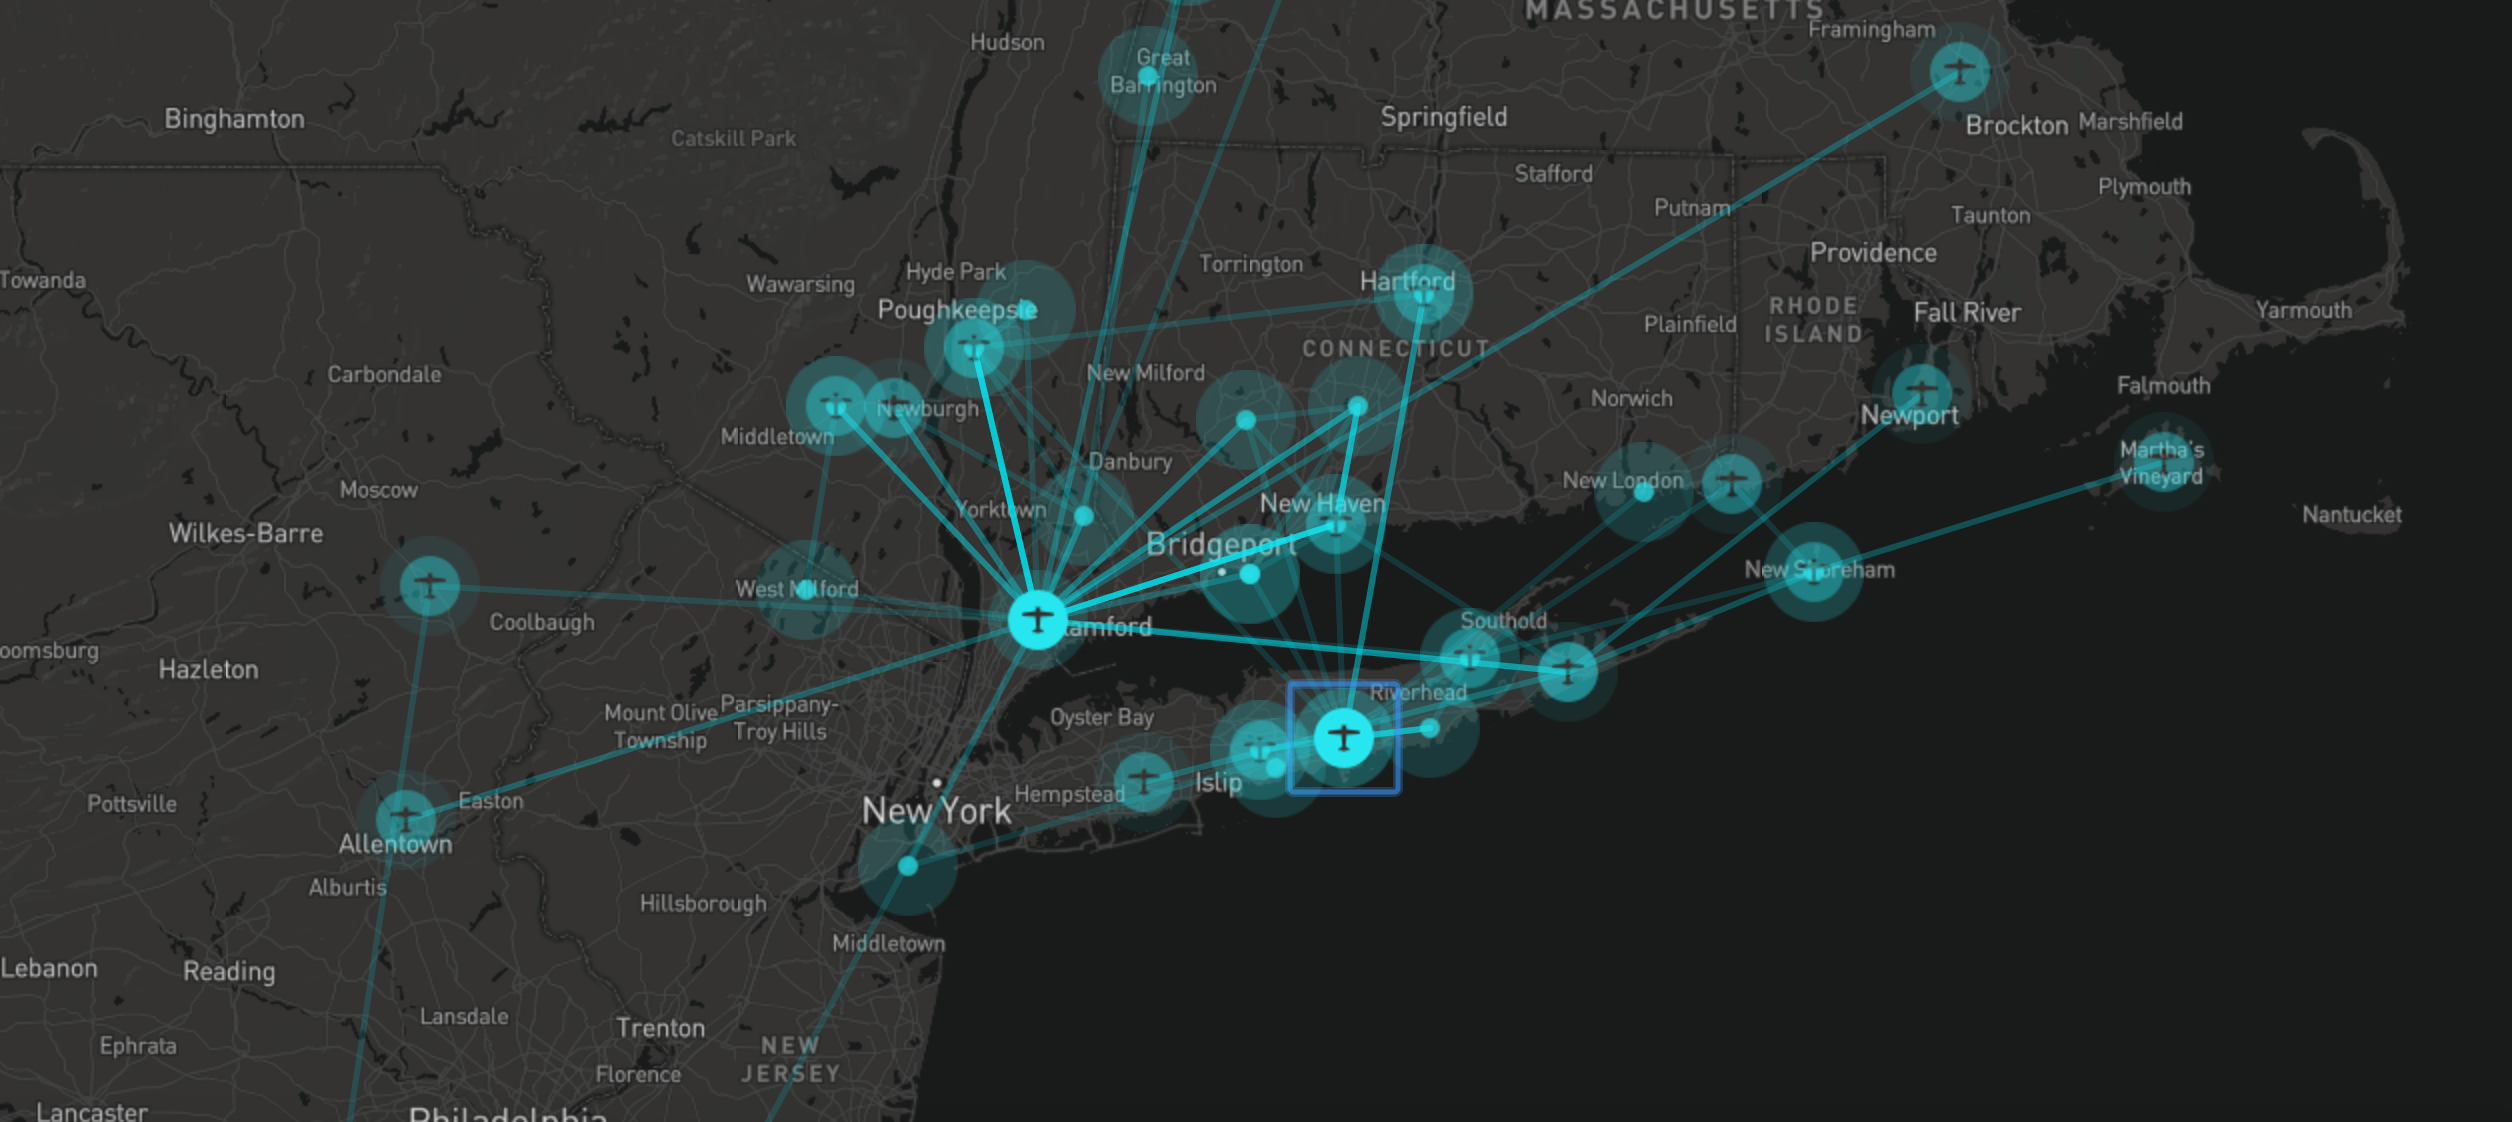 MASSACHUSETTS
Framingham
Hudson
Great
Barrington
Binghamton
Springfield
Brockton
Marshfield
Catskill Park
Stafford
Plymouth
Putnam
Taunton
Providence
Torrington
Hyde Park
Towanda
Wawarsing
Hartford
Poughkeepsie
RHODE
ISLAND
Fall River
Yarmouth
Plainfield
CONNECTICUT
Carbondale
New Milford
Falmouth
Norwich
Newburgh
Newport
Middletown
Martha's
Vineyard
Danbury
New London
Moscow
New Haven
Yorktown
Nantucket
Wilkes-Barre
Bridgeport
New Shoreham
West Milford
Coolbaugh
Southold
tamford
oomsburg
Hazleton
Riverhead
Parsippany-
Troy Hills
Mount Olive
Township
Oyster Bay
Islip
Hempstead
Easton
Pottsville
New York
Allentown
Alburtis
Hillsborough
Middletown
Lebanon
Reading
Lansdale
Trenton
Ephrata
NEW
JERSEY
Florence
Lancaster
Philadelphia